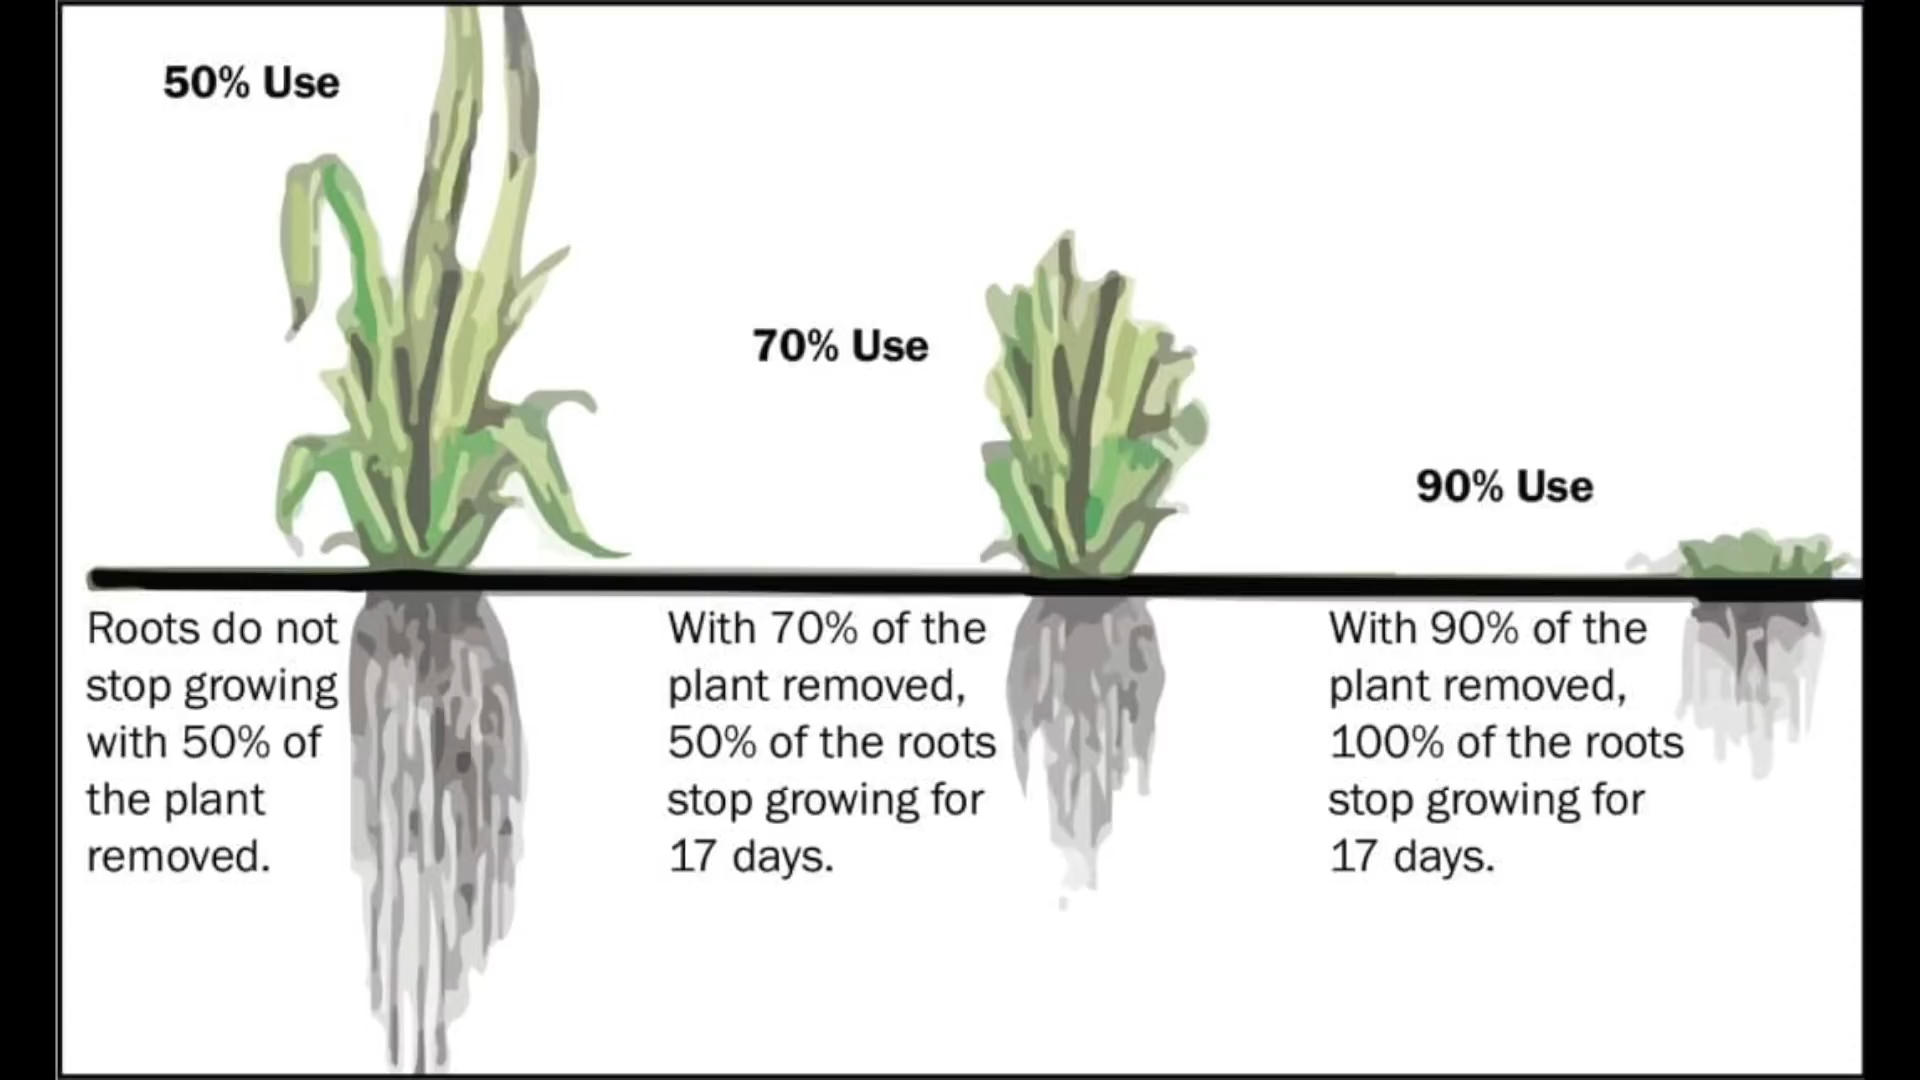 50% Use
Roots do not
stop growing
with 50% of
the plant
removed.
70% Use
With 70% of the
plant removed,
50% of the roots
stop growing for
17 days.
90% Use
With 90% of the
plant removed,
100% of the roots
stop growing for
17 days.